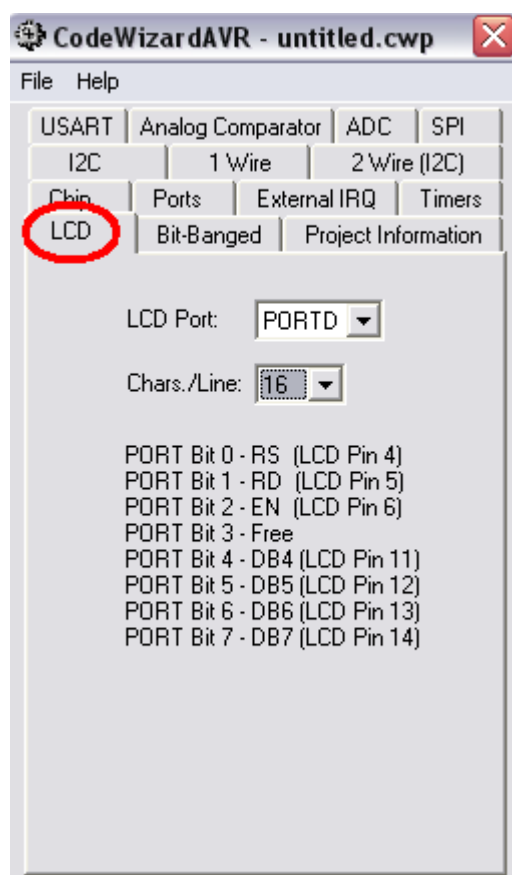 CodeWizardAVR - untitled.cwp
File Help
USART Analog Comparator ADC SPI
I2C 1 Wire 2 Wire (I2C)
Chip Ports External IRQ Timers
LCD Bit-Banged Project Information
LCD Port: PORTD
Chars./Line: 16
PORT Bit 0 - RS (LCD Pin 4)
PORT Bit 1 - RD (LCD Pin 5)
PORT Bit 2 - EN (LCD Pin 6)
PORT Bit 3 - Free
PORT Bit 4 - DB4 (LCD Pin 11)
PORT Bit 5 - DB5 (LCD Pin 12)
PORT Bit 6 - DB6 (LCD Pin 13)
PORT Bit 7 - DB7 (LCD Pin 14)